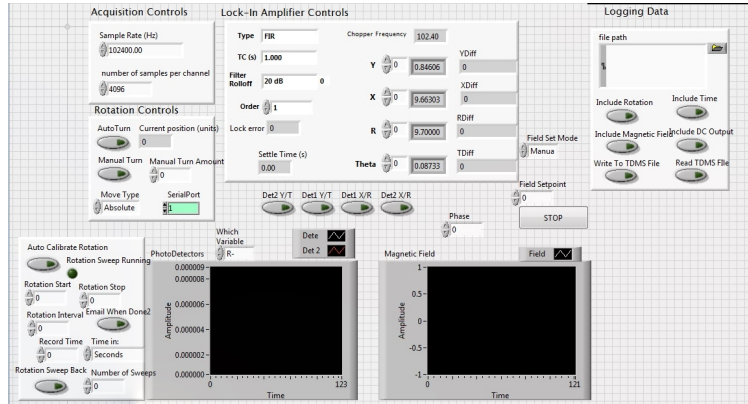 Acquisition Controls
Sample Rate (Hz)
102400.00
number of samples per channel
4096
Rotation Controls
AutoTurn Current position (units)
0
Manual Turn Manual Turn Amount
0
Move Type SerialPort
Absolute 1
Lock-In Amplifier Controls
Type FIR
TC (s) 1.000
Filter Rolloff 20 dB 0
Order 1
Lock error 0
Settle Time (s)
0.00
Chopper Frequency 102.40
YDiff
Y 0 0.84606 0
XDiff
X 0 9.66303 0
RDiff
R 0 9.70000 0
TDiff
Theta 0 0.08733 0
Det2 Y/T Det1 Y/T Det1 X/R Det2 X/R
Field Set Mode
Manua
Field Setpoint
0
Phase
0
STOP
Logging Data
file path
Include Rotation Include Time
Include Magnetic Field Include DC Output
Write To TDMS File Read TDMS FIle
Auto Calibrate Rotation
Rotation Sweep Running
Rotation Start Rotation Stop
0 0
Rotation Interval Email When Done2
0
Record Time Time in:
0 Seconds
Rotation Sweep Back Number of Sweeps
0
Which Variable
R-
PhotoDetectors
Dete
Det 2
0.000009
0.000008
0.000006
0.000004
0.000002
0.000000
Amplitude
0 123
Time
Magnetic Field
Field
1
0.5
0
-0.5
-1
Amplitude
0 121
Time